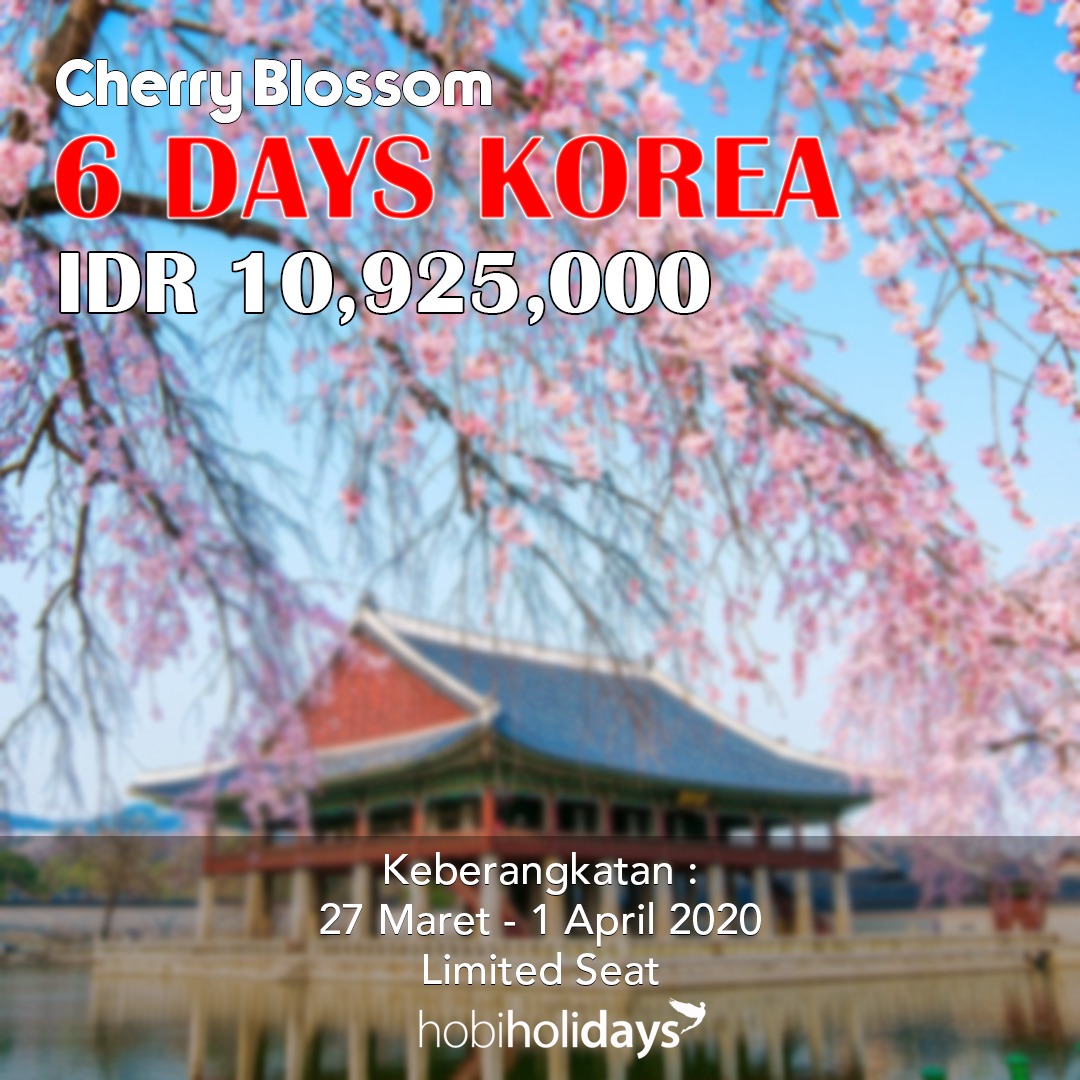 Cherry Blossom
6 DAYS KOREA
IDR 10,925,000
Keberangkatan :
27 Maret - 1 April 2020
Limited Seat
hobiholidays